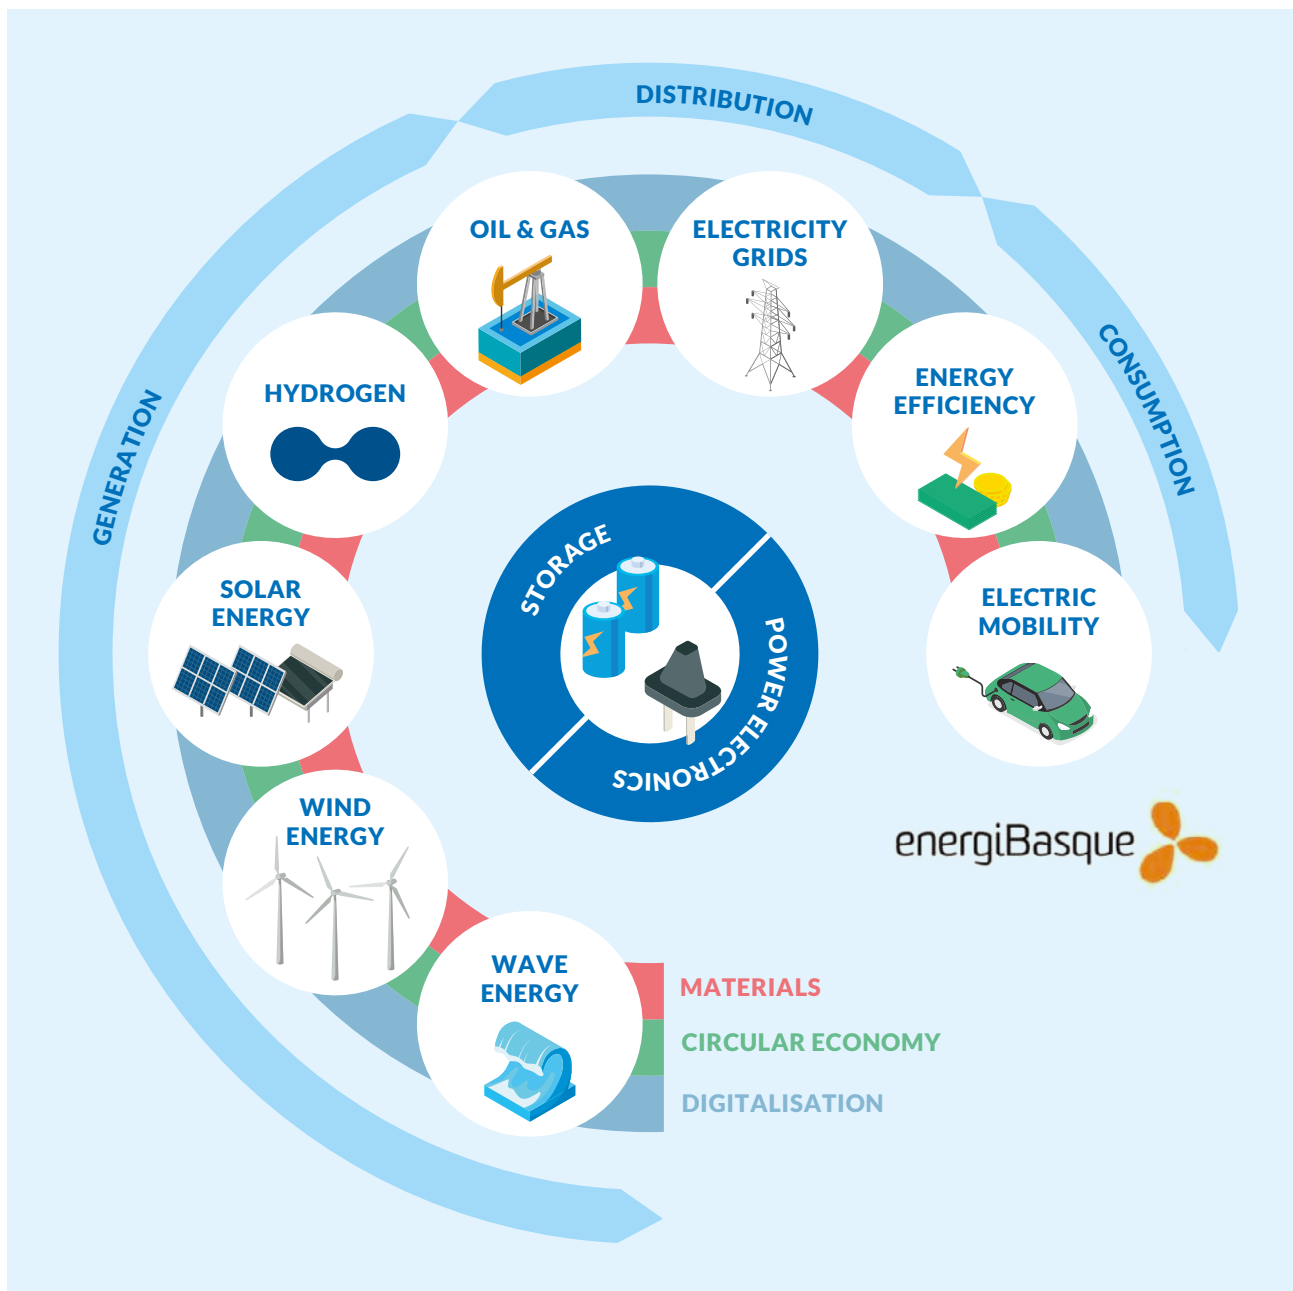 DISTRIBUTION
GENERATION
CONSUMPTION
OIL & GAS
ELECTRICITY
GRIDS
HYDROGEN
ENERGY
EFFICIENCY
SOLAR
ENERGY
ELECTRIC
MOBILITY
STORAGE
POWER ELECTRONICS
WIND
ENERGY
energiBasque
WAVE
ENERGY
MATERIALS
CIRCULAR ECONOMY
DIGITALISATION